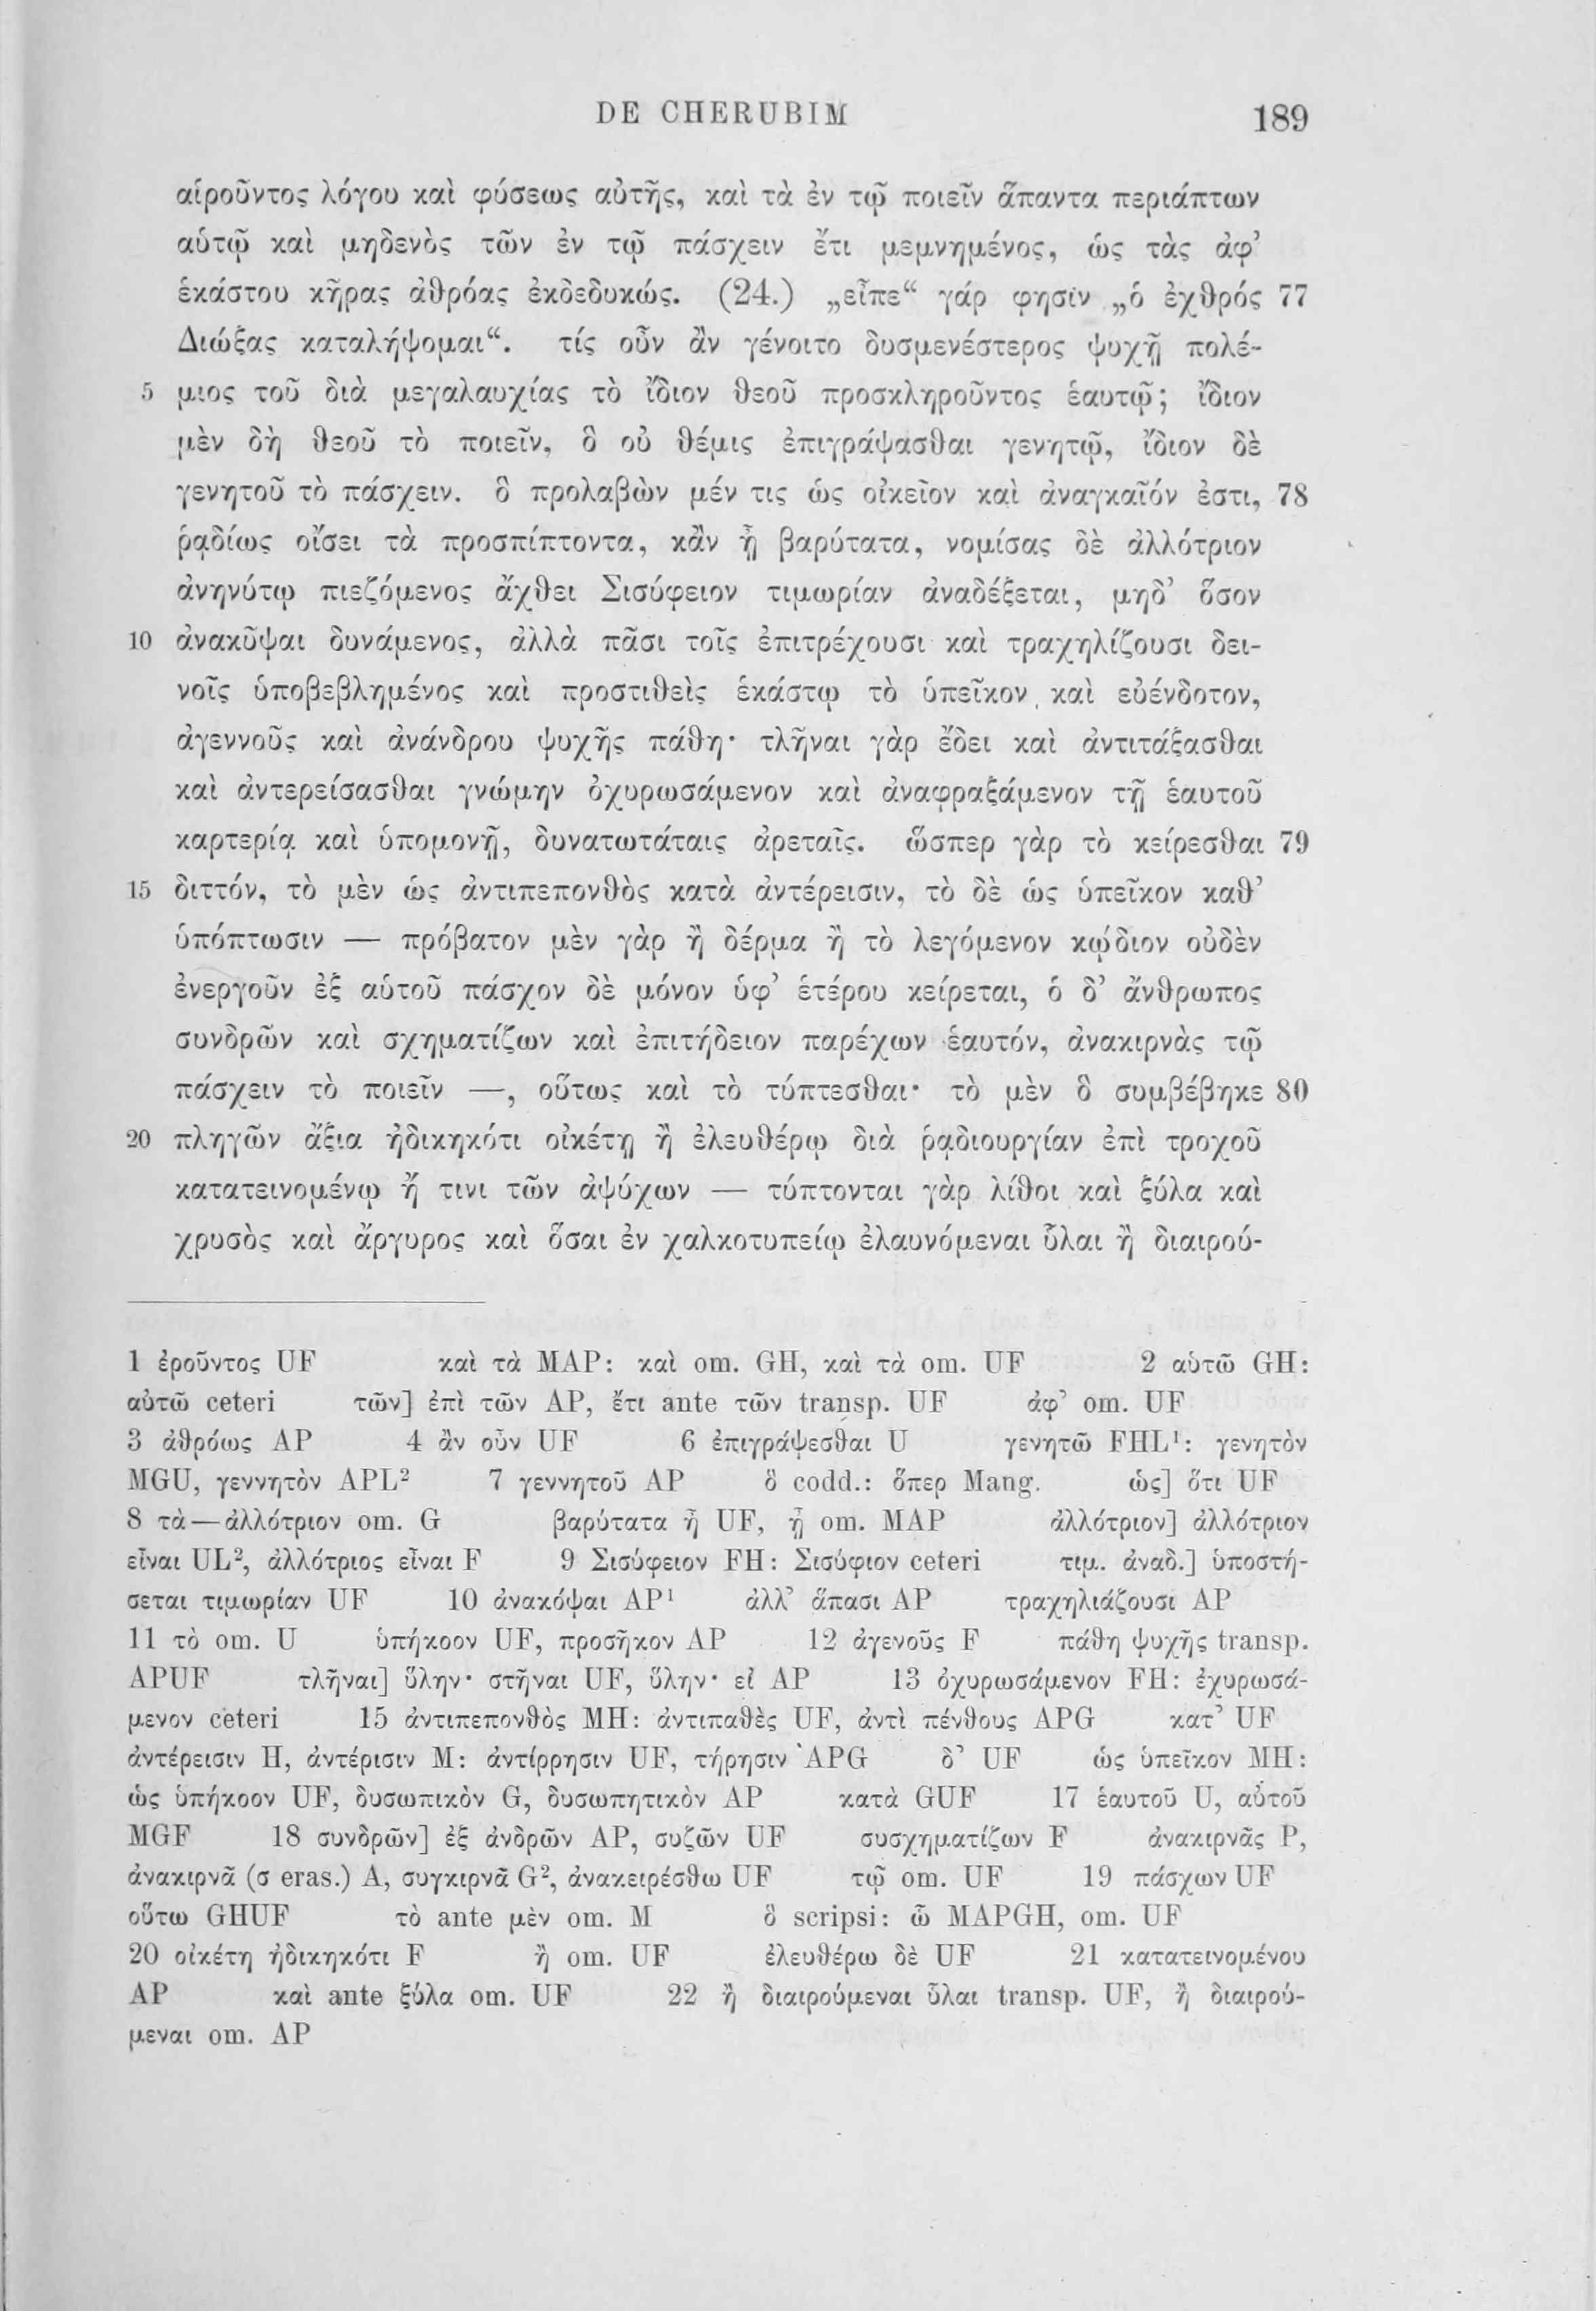 DE CHERUBIM 189
αἱροῦντος λόγου καὶ φύσεως αὐτῆς, καὶ τὰ ἐν τῷ ποιεῖν ἅπαντα περιάπτων
αὑτῷ καὶ μηδενὸς τῶν ἐν τῷ πάσχειν ἔτι μεμνημένος, ὡς τὰς ἀφ’
ἑκάστου κῆρας ἀθρόας ἐκδεδυκώς. (24.) „εἶπε“ γάρ φησιν „ὁ ἐχθρός 77
Διώξας καταλήψομαι“. τίς οὖν ἂν γένοιτο δυσμενέστερος ψυχῇ πολέ-
5 μιος τοῦ διὰ μεγαλαυχίας τὸ ἴδιον θεοῦ προσκληροῦντος ἑαυτῷ; ἴδιον
μὲν δὴ θεοῦ τὸ ποιεῖν, ὃ οὐ θέμις ἐπιγράψασθαι γενητῷ, ἴδιον δὲ
γενητοῦ τὸ πάσχειν. ὃ προλαβὼν μέν τις ὡς οἰκεῖον καὶ ἀναγκαῖόν ἐστι, 78
ῥᾳδίως οἴσει τὰ προσπίπτοντα, κἂν ᾖ βαρύτατα, νομίσας δὲ ἀλλότριον
ἀνηνύτῳ πιεζόμενος ἄχθει Σισύφειον τιμωρίαν ἀναδέξεται, μηδ’ ὅσον
10 ἀνακῦψαι δυνάμενος, ἀλλὰ πᾶσι τοῖς ἐπιτρέχουσι καὶ τραχηλίζουσι δει-
νοῖς ὑποβεβλημένος καὶ προστιθεὶς ἑκάστῳ τὸ ὑπεῖκον καὶ εὐένδοτον,
ἀγεννοῦς καὶ ἀνάνδρου ψυχῆς πάθη· τλῆναι γὰρ ἔδει καὶ ἀντιτάξασθαι
καὶ ἀντερείσασθαι γνώμην ὀχυρωσάμενον καὶ ἀναφραξάμενον τῇ ἑαυτοῦ
καρτερίᾳ καὶ ὑπομονῇ, δυνατωτάταις ἀρεταῖς. ὥσπερ γὰρ τὸ κείρεσθαι 79
15 διττόν, τὸ μὲν ὡς ἀντιπεπονθὸς κατὰ ἀντέρεισιν, τὸ δὲ ὡς ὑπεῖκον καθ’
ὑπόπτωσιν — πρόβατον μὲν γὰρ ἢ δέρμα ἢ τὸ λεγόμενον κῴδιον οὐδὲν
ἐνεργοῦν ἐξ αὑτοῦ πάσχον δὲ μόνον ὑφ’ ἑτέρου κείρεται, ὁ δ’ ἄνθρωπος
συνδρῶν καὶ σχηματίζων καὶ ἐπιτήδειον παρέχων ἑαυτόν, ἀνακιρνὰς τῷ
πάσχειν τὸ ποιεῖν —, οὕτως καὶ τὸ τύπτεσθαι· τὸ μὲν ὃ συμβέβηκε 80
20 πληγῶν ἄξια ἠδικηκότι οἰκέτῃ ἢ ἐλευθέρῳ διὰ ῥᾳδιουργίαν ἐπὶ τροχοῦ
κατατεινομένῳ ἤ τινι τῶν ἀψύχων — τύπτονται γὰρ λίθοι καὶ ξύλα καὶ
χρυσὸς καὶ ἄργυρος καὶ ὅσαι ἐν χαλκοτυπείῳ ἐλαυνόμεναι ὗλαι ἢ διαιρού-
1 ἐροῦντος UF καὶ τὰ MAP: καὶ om. GH, καὶ τὰ om. UF 2 αὑτῶ GH:
αὐτῶ ceteri τῶν] ἐπὶ τῶν AP, ἔτι ante τῶν transp. UF ἀφ’ om. UF
3 ἀθρόως AP 4 ἂν οὖν UF 6 ἐπιγράψεσθαι U γενητῶ FHL¹: γενητὸν
MGU, γεννητὸν APL² 7 γεννητοῦ AP ὃ codd.: ὅπερ Mang. ὡς] ὅτι UF
8 τὰ—ἀλλότριον om. G βαρύτατα ἦ UF, ᾖ om. MAP ἀλλότριον] ἀλλότριον
εἶναι UL², ἀλλότριος εἶναι F 9 Σισύφειον FH: Σισύφιον ceteri τιμ. ἀναδ.] ὑποστή-
σεται τιμωρίαν UF 10 ἀνακόψαι AP¹ ἀλλ’ ἅπασι AP τραχηλιάζουσι AP
11 τὸ om. U ὑπήκοον UF, προσῆκον AP 12 ἀγενοῦς F πάθη ψυχῆς transp.
APUF τλῆναι] ὕλην· στῆναι UF, ὕλην· εἰ AP 13 ὀχυρωσάμενον FH: ἐχυρωσά-
μενον ceteri 15 ἀντιπεπονθὸς MH: ἀντιπαθὲς UF, ἀντὶ πένθους APG κατ’ UF
ἀντέρεισιν H, ἀντέρισιν M: ἀντίρρησιν UF, τήρησιν APG δ’ UF ὡς ὑπεῖκον MH:
ὡς ὑπήκοον UF, δυσωπικὸν G, δυσωπητικὸν AP κατὰ GUF 17 ἑαυτοῦ U, αὐτοῦ
MGF 18 συνδρῶν] ἐξ ἀνδρῶν AP, συζῶν UF συσχηματίζων F ἀνακιρνᾶς P,
ἀνακιρνᾶ (σ eras.) A, συγκιρνᾶ G², ἀνακειρέσθω UF τῷ om. UF 19 πάσχων UF
οὕτω GHUF τὸ ante μὲν om. M ὃ scripsi: ῶ MAPGH, om. UF
20 οἰκέτη ἠδικηκότι F ἢ om. UF ἐλευθέρω δὲ UF 21 κατατεινομένου
AP καὶ ante ξύλα om. UF 22 ἢ διαιρούμεναι ὗλαι transp. UF, ἢ διαιρού-
μεναι om. AP